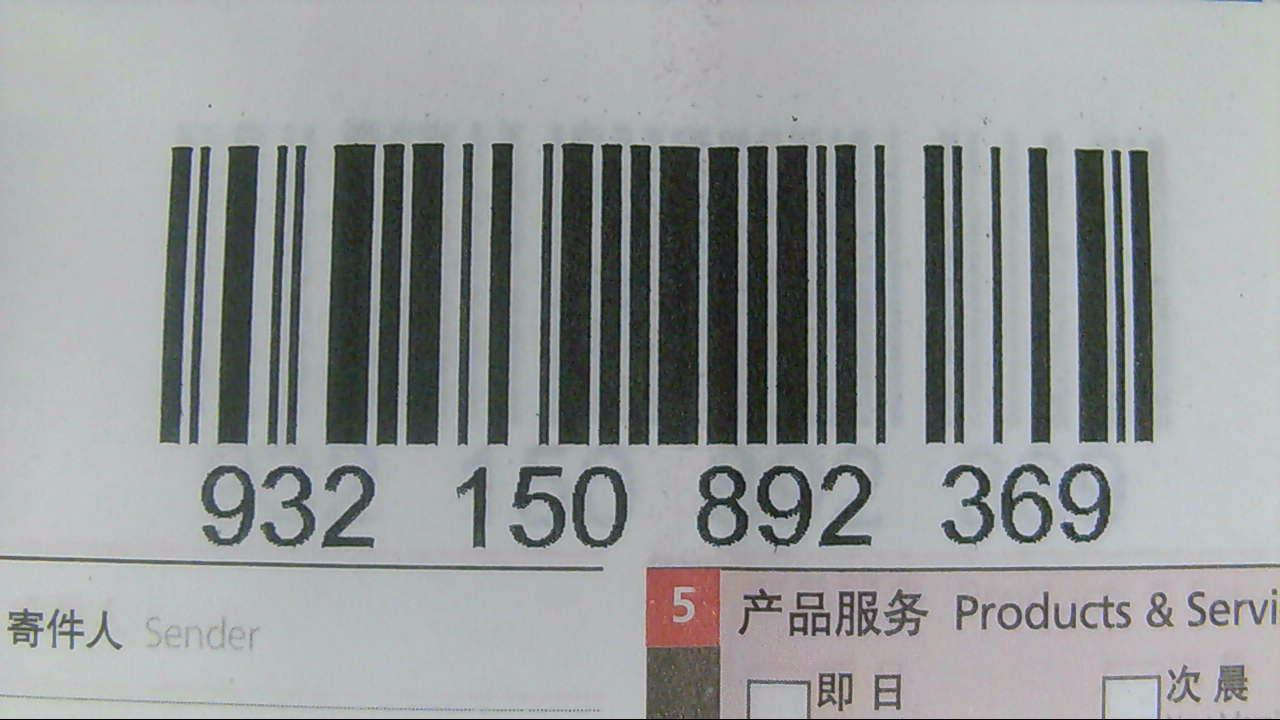 932 150 892 369
寄件人 Sender
5 产品服务 Products & Servi
即日 次晨